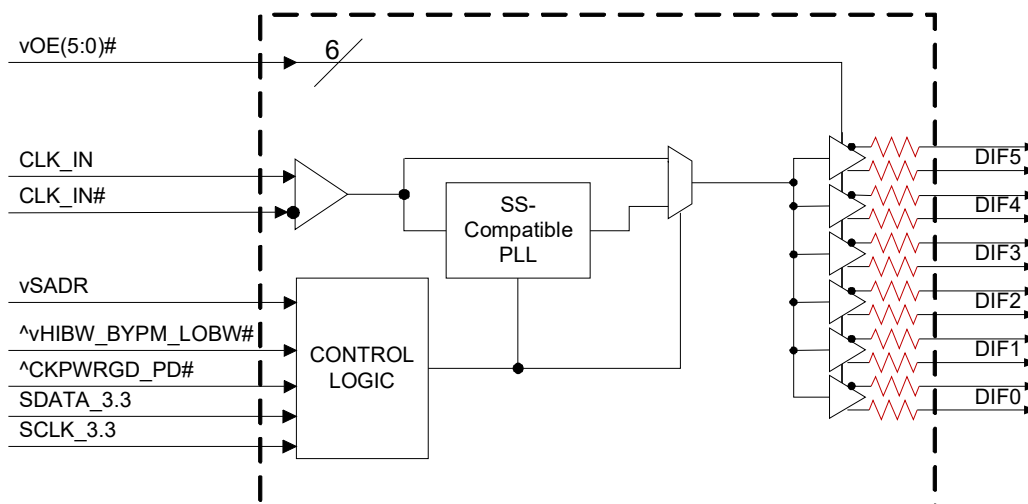 vOE(5:0)#
6
CLK_IN
CLK_IN#
SS-
Compatible
PLL
DIF5
DIF4
DIF3
DIF2
DIF1
DIF0
vSADR
^vHIBW_BYPM_LOBW#
^CKPWRGD_PD#
SDATA_3.3
SCLK_3.3
CONTROL
LOGIC